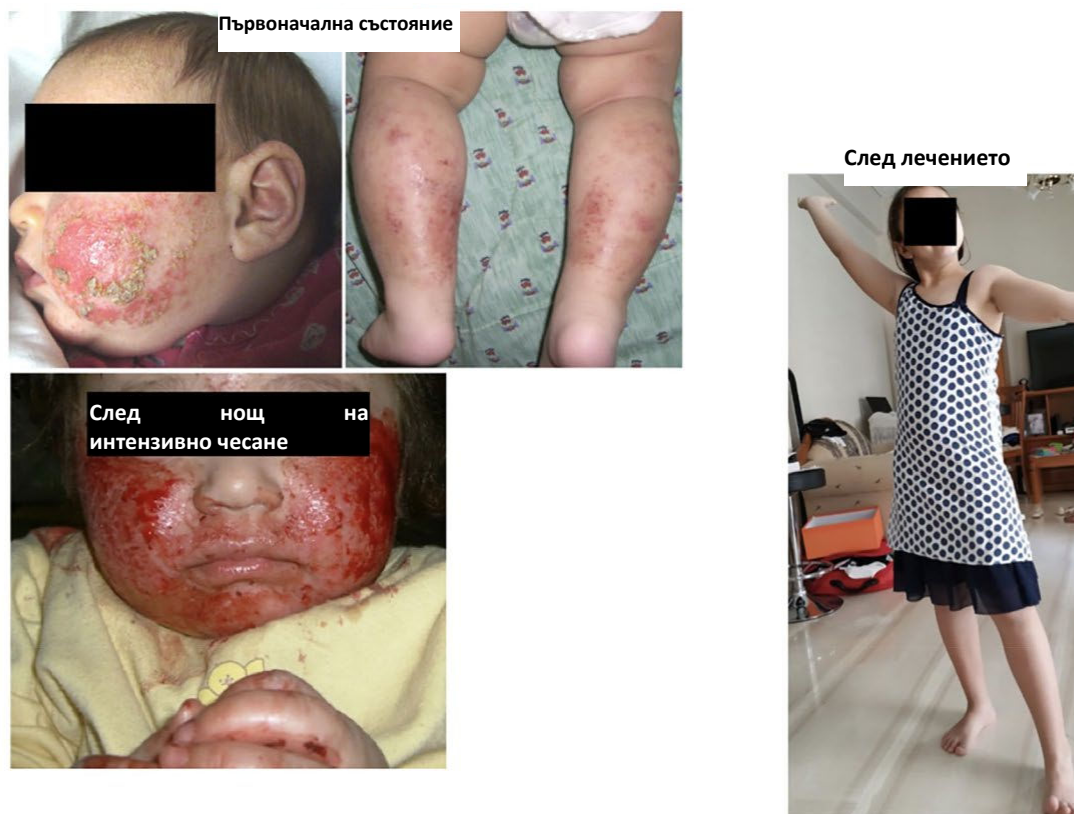 Първоначална състояние
След лечението
След нощ на
интензивно чесане